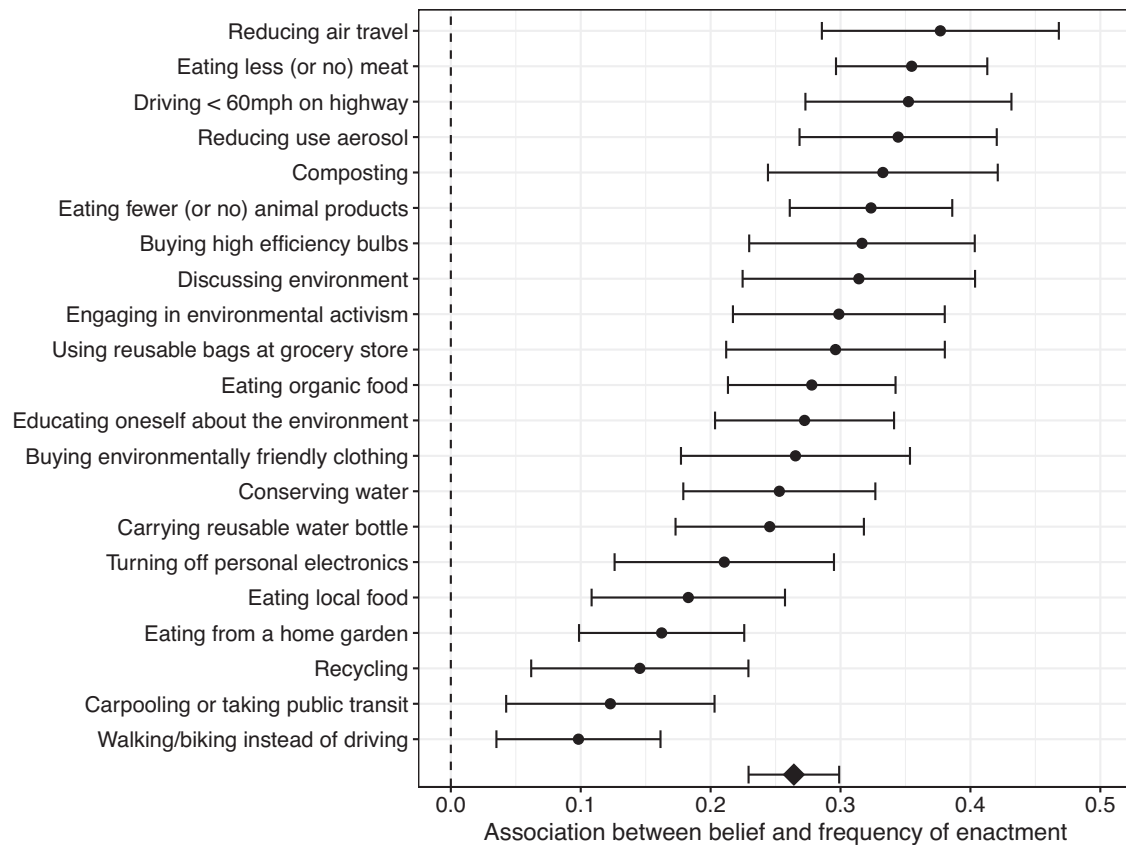 Reducing air travel
Eating less (or no) meat
Driving < 60mph on highway
Reducing use aerosol
Composting
Eating fewer (or no) animal products
Buying high efficiency bulbs
Discussing environment
Engaging in environmental activism
Using reusable bags at grocery store
Eating organic food
Educating oneself about the environment
Buying environmentally friendly clothing
Conserving water
Carrying reusable water bottle
Turning off personal electronics
Eating local food
Eating from a home garden
Recycling
Carpooling or taking public transit
Walking/biking instead of driving
0.0 0.1 0.2 0.3 0.4 0.5
Association between belief and frequency of enactment